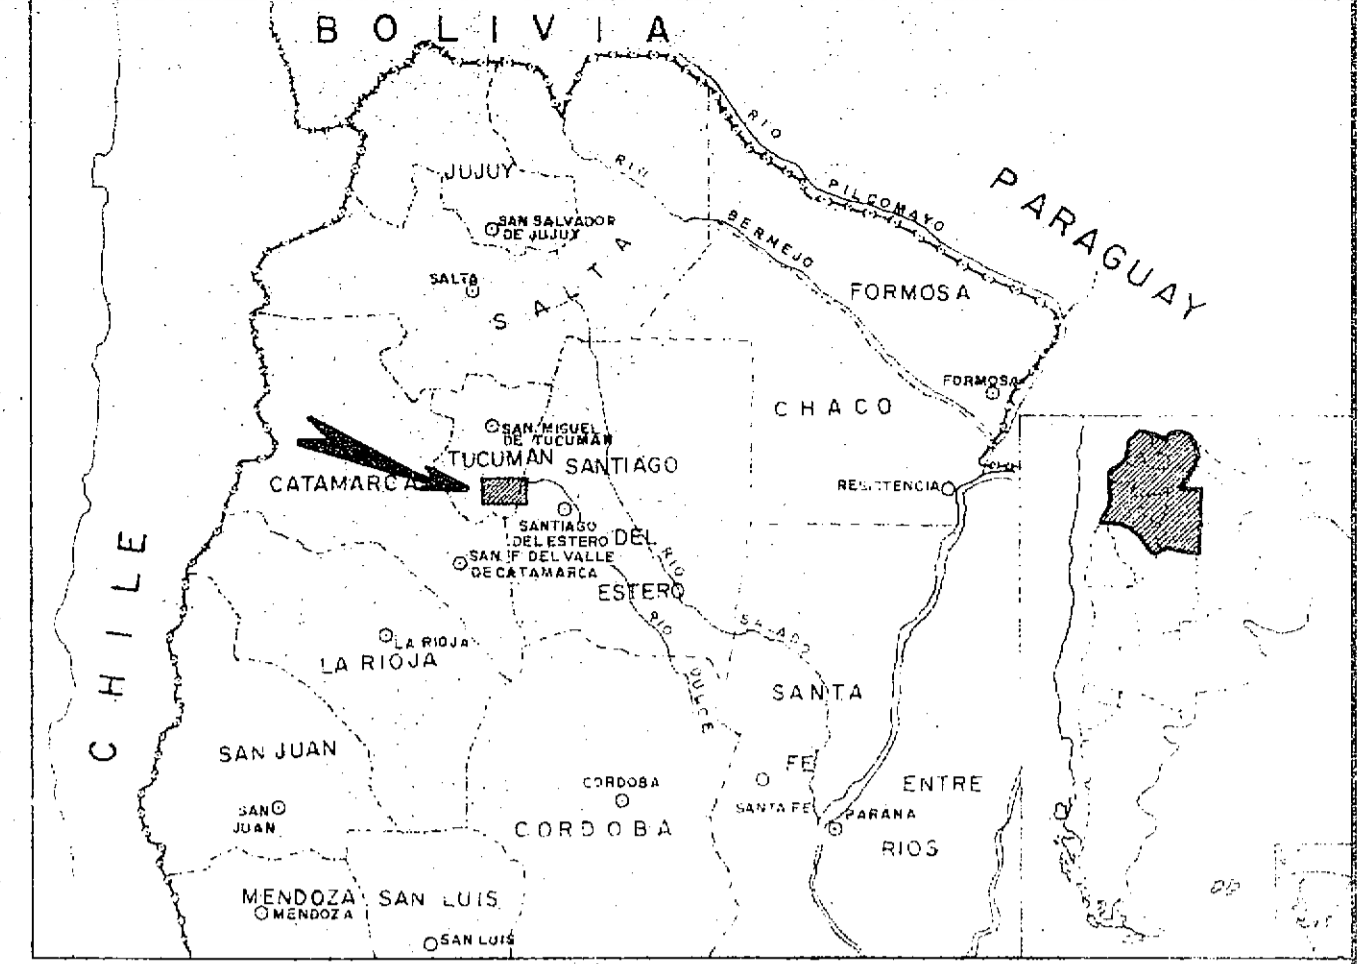 BOLIVIA
RIO
PILCOMAYO
PARAGUAY
JUJUY
RIO
BERNEJO
SAN SALVADOR
DE JUJUY
SALTA
SALTA
FORMOSA
FORMOSA
CHACO
SAN MIGUEL
DE TUCUMAN
TUCUMAN
SANTIAGO
CATAMARCA
RESISTENCIA
SANTIAGO
DEL ESTERO
DEL
SAN F DEL VALLE
DE CATAMARCA
RIO
ESTERO
CHILE
RIO
SALADO
LA RIOJA
LA RIOJA
DULCE
SANTA
SAN JUAN
FE
CORDOBA
ENTRE
SANTA FE
SAN
JUAN
PARANA
CORDOBA
RIOS
MENDOZA
SAN LUIS
MENDOZA
SAN LUIS